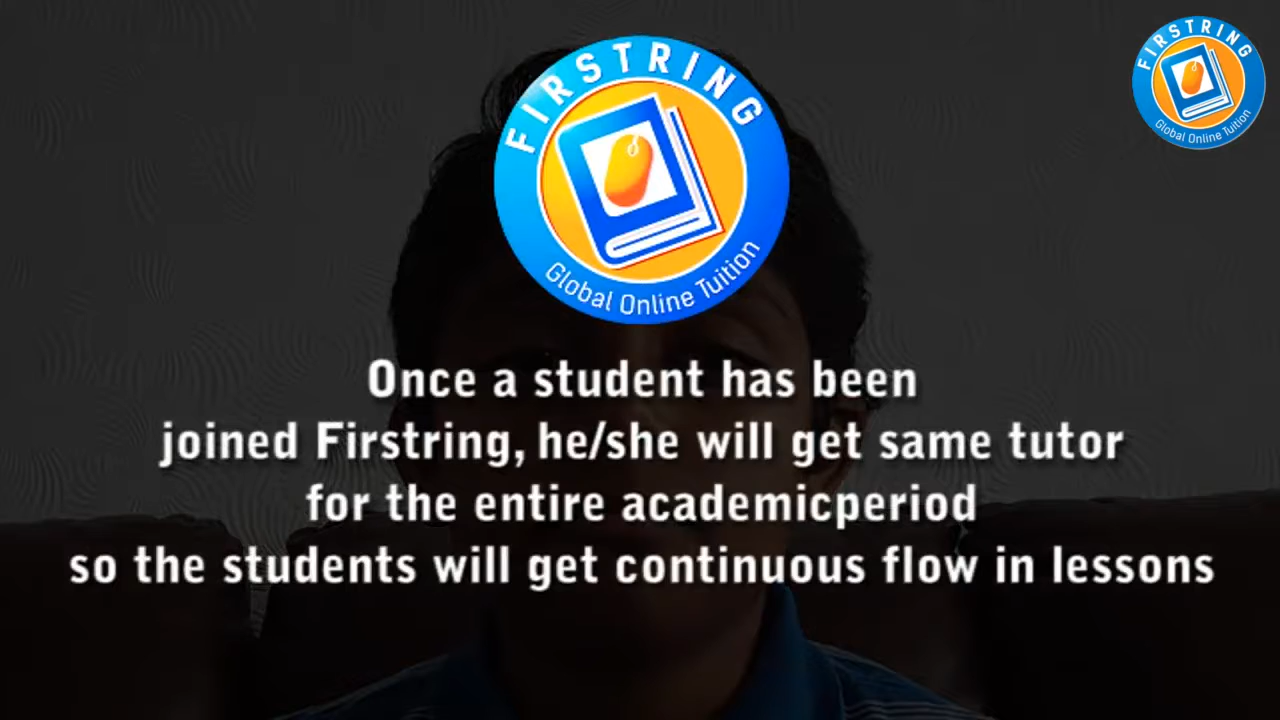 FIRSTRING
Global Online Tuition
FIRSTRING
Global Online Tuition
Once a student has been
joined Firstring, he/she will get same tutor
for the entire academicperiod
so the students will get continuous flow in lessons